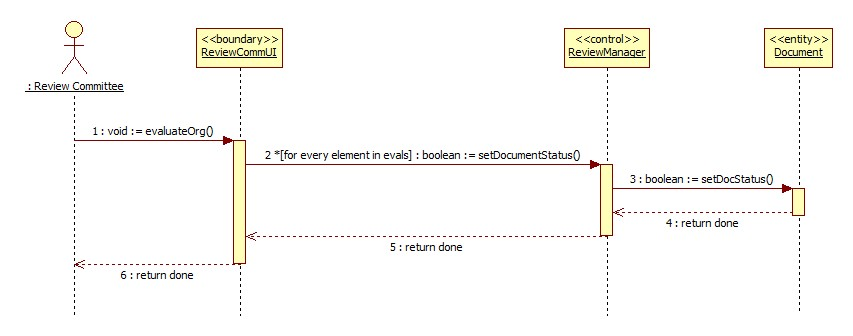 <<boundary>>
ReviewCommUI
<<control>>
ReviewManager
<<entity>>
Document
: Review Committee
1 : void := evaluateOrg()
2 *[for every element in evals] : boolean := setDocumentStatus()
3 : boolean := setDocStatus()
4 : return done
5 : return done
6 : return done